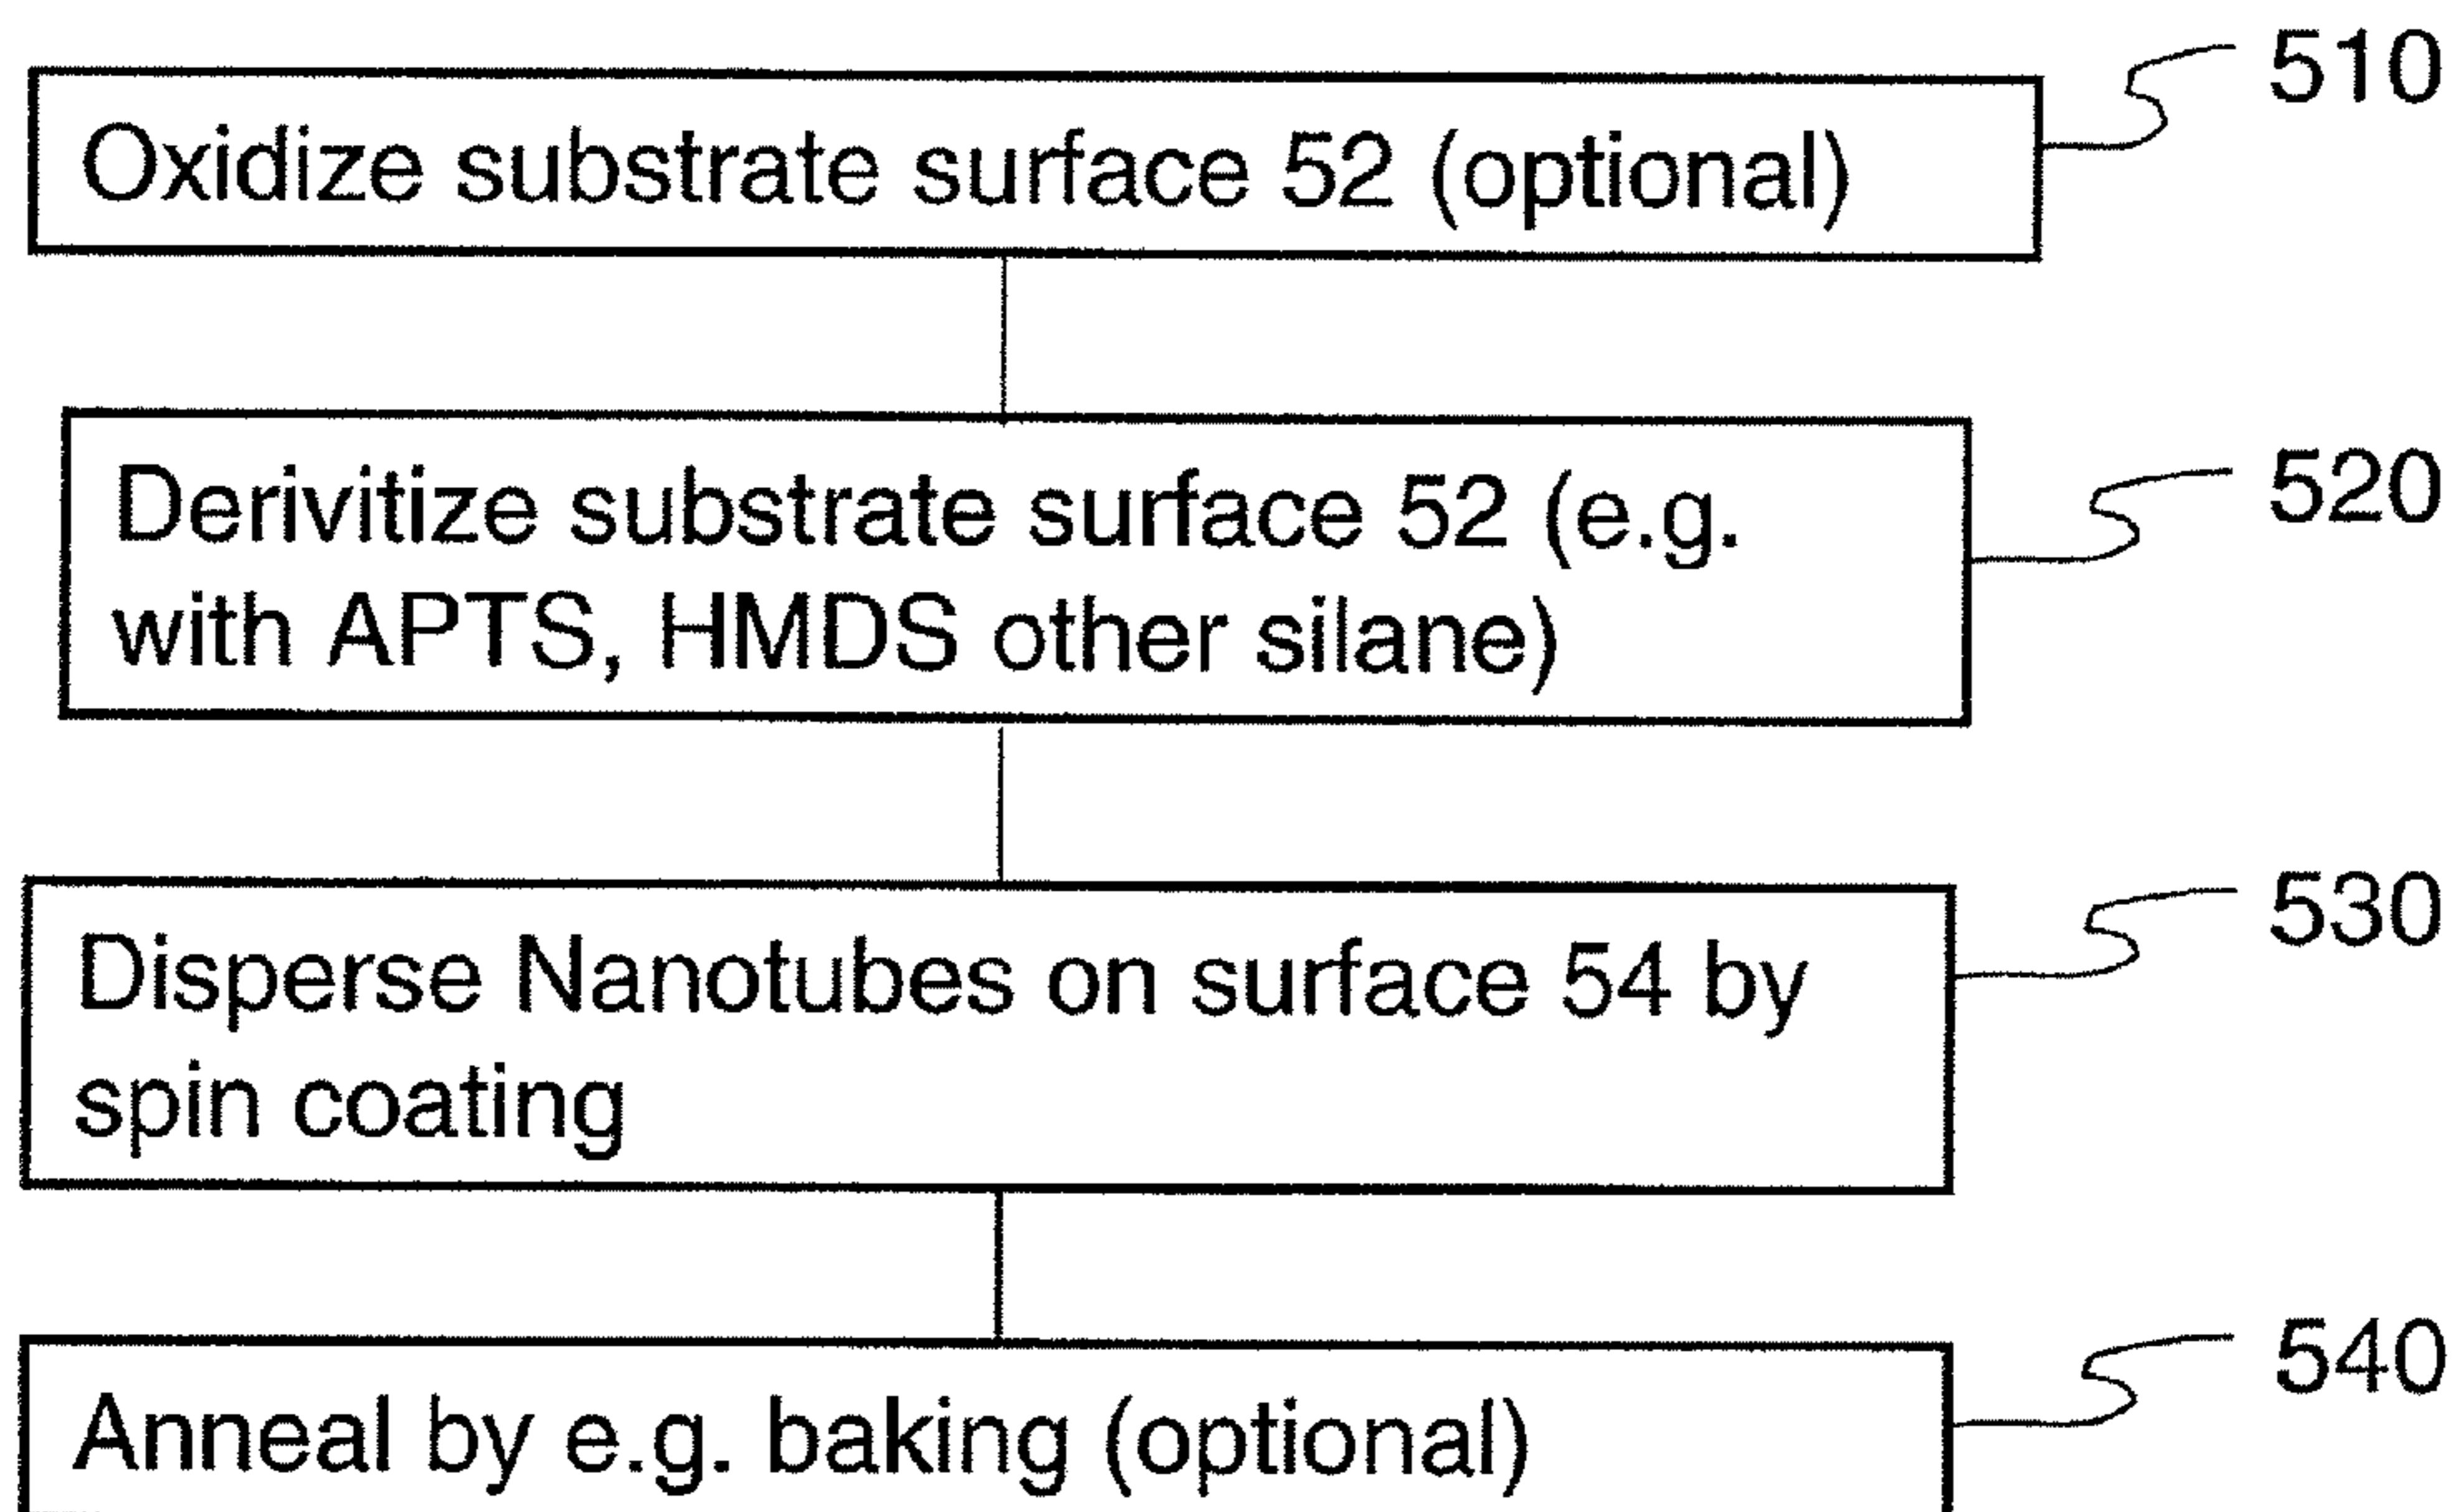 510
Oxidize substrate surface 52 (optional)
520
Derivitize substrate surface 52 (e.g.
with APTS, HMDS other silane)
530
Disperse Nanotubes on surface 54 by
spin coating
540
Anneal by e.g. baking (optional)